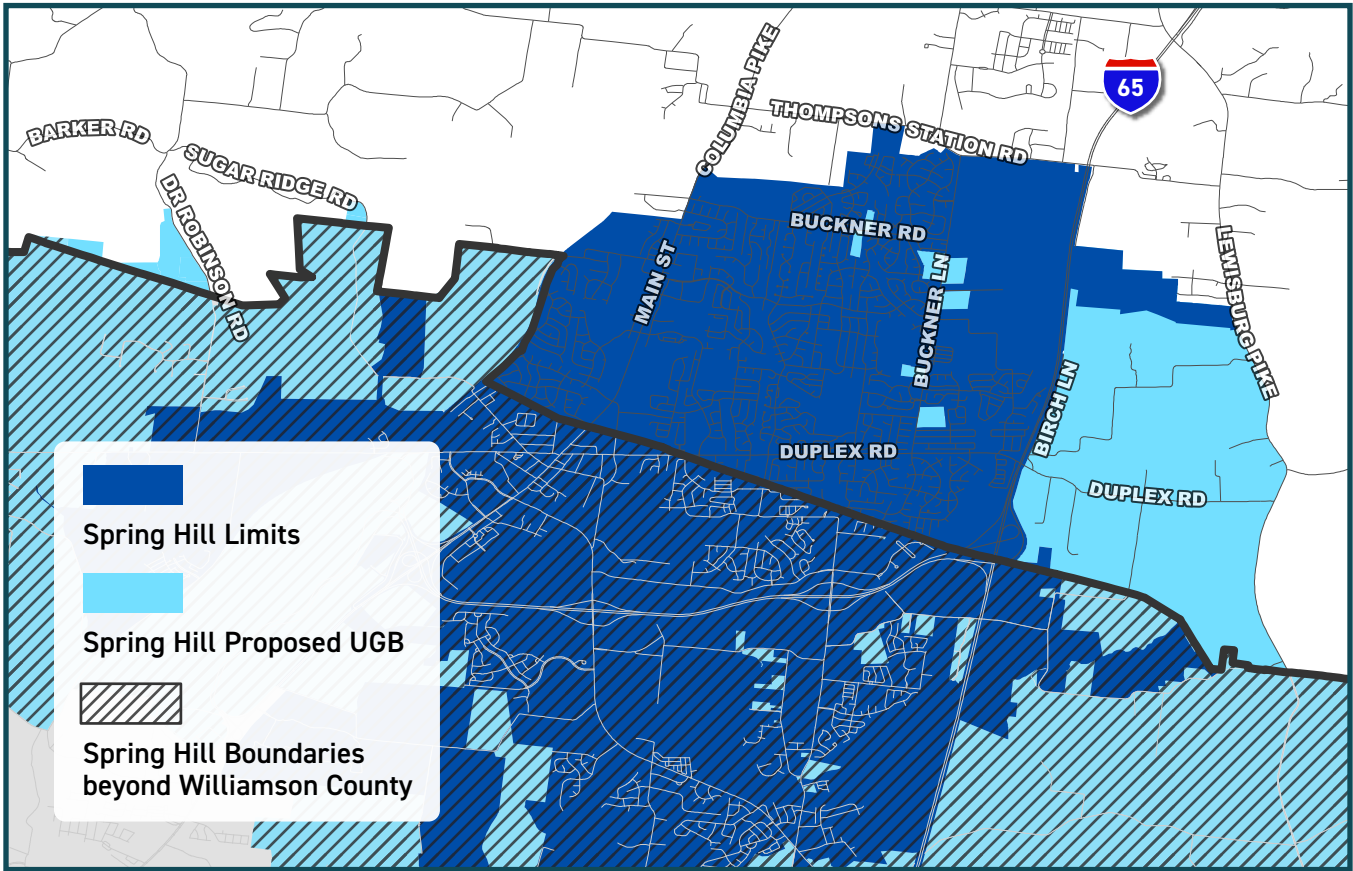 65
COLUMBIA PIKE
THOMPSONS STATION RD
BARKER RD
SUGAR RIDGE RD
DR ROBINSON RD
BUCKNER RD
MAIN ST
BUCKNER LN
LEWISBURG PIKE
BIRCH LN
DUPLEX RD
DUPLEX RD
Spring Hill Limits
Spring Hill Proposed UGB
Spring Hill Boundaries
beyond Williamson County